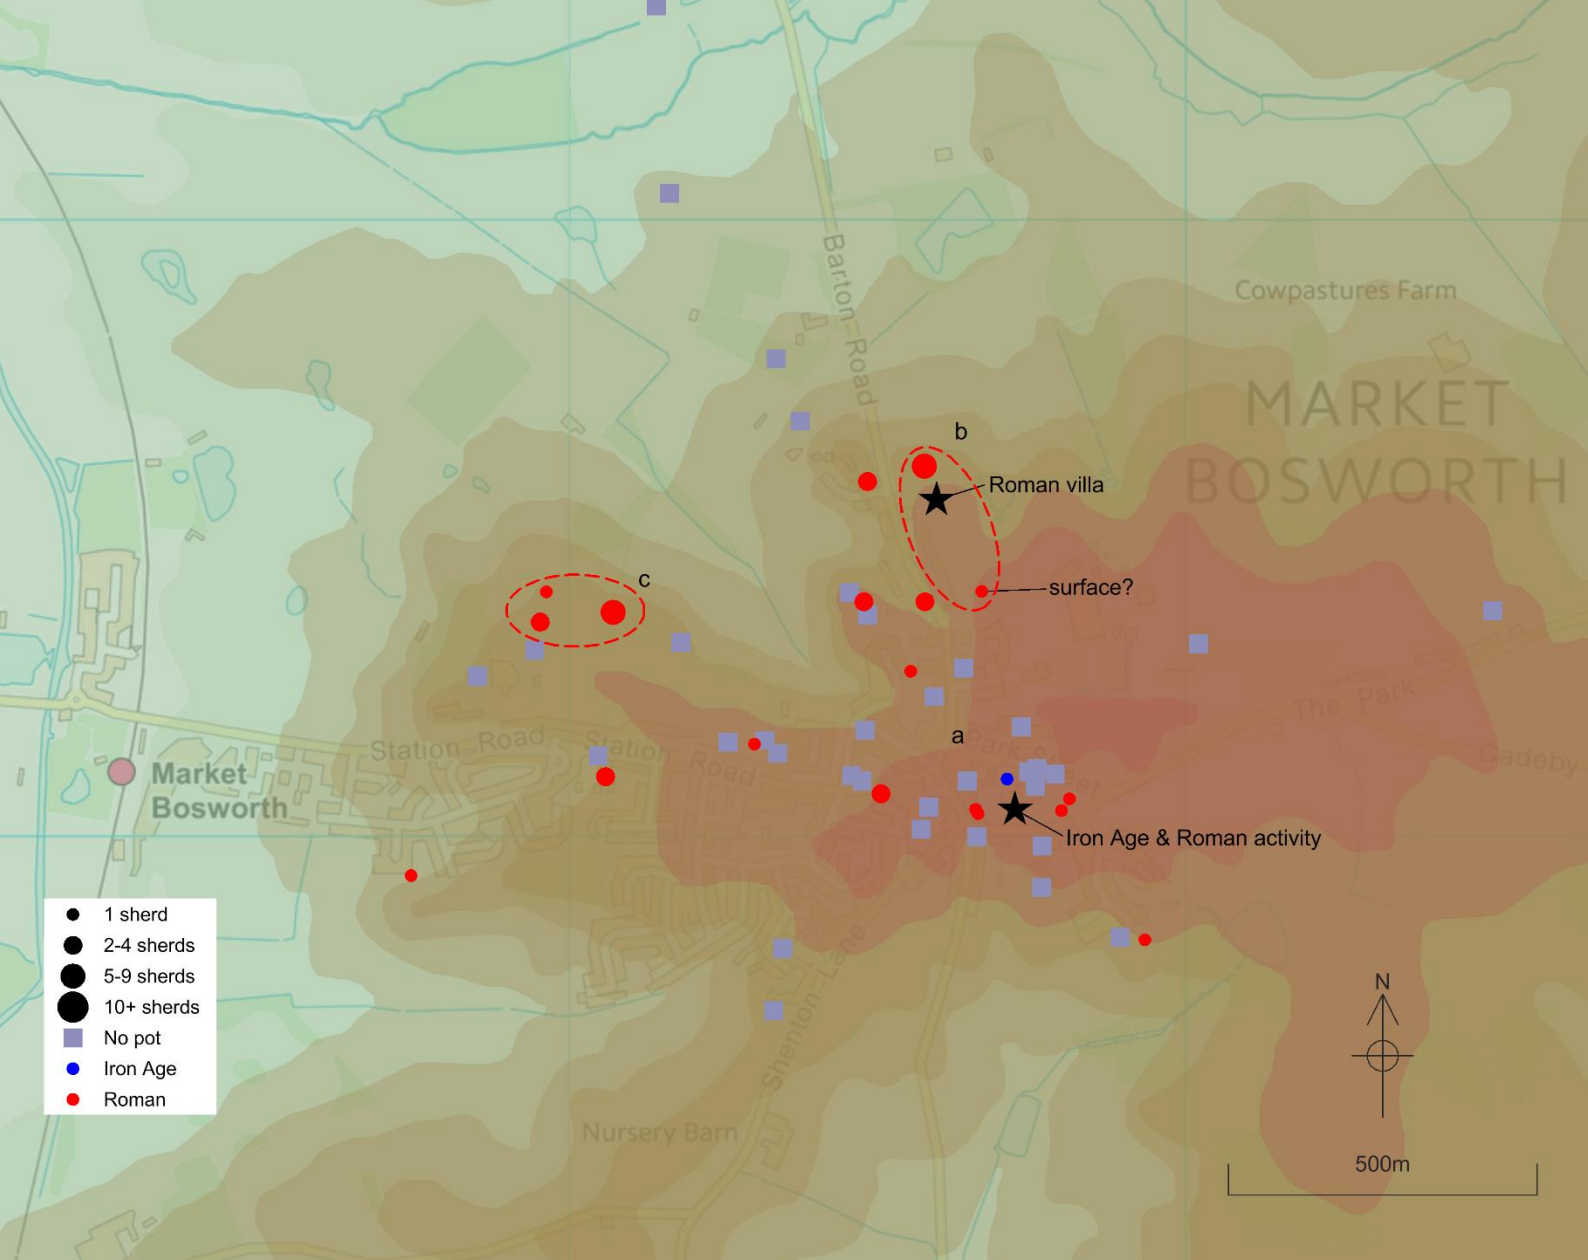 Barton Road
Cowpastures Farm
MARKET
BOSWORTH
b
Roman villa
c
surface?
The Park
a
Park Street
Cadeby
Station Road
Station Road
Market
Bosworth
Iron Age & Roman activity
1 sherd
2-4 sherds
5-9 sherds
10+ sherds
No pot
Iron Age
Roman
Shenton Lane
Nursery Barn
N
500m